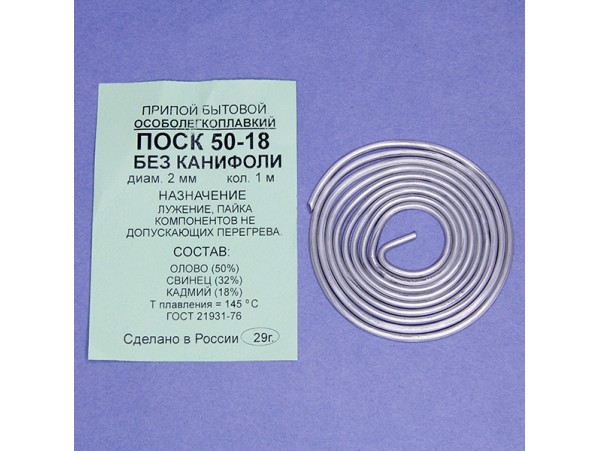 ПРИПОЙ БЫТОВОЙ
ОСОБОЛЕГКОПЛАВКИЙ
ПОСК 50-18
БЕЗ КАНИФОЛИ
диам. 2 мм кол. 1 м
НАЗНАЧЕНИЕ
ЛУЖЕНИЕ, ПАЙКА
КОМПОНЕНТОВ НЕ
ДОПУСКАЮЩИХ ПЕРЕГРЕВА.
СОСТАВ:
ОЛОВО (50%)
СВИНЕЦ (32%)
КАДМИЙ (18%)
Т плавления = 145 °С
ГОСТ 21931-76
Сделано в России 29г.